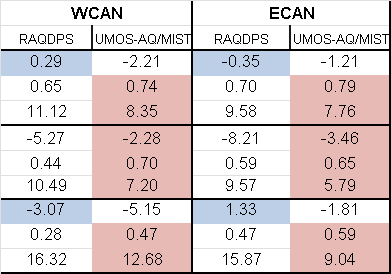 WCAN ECAN
RAQDPS UMOS-AQ/MIST RAQDPS UMOS-AQ/MIST
0.29 -2.21 -0.35 -1.21
0.65 0.74 0.70 0.79
11.12 8.35 9.58 7.76
-5.27 -2.28 -8.21 -3.46
0.44 0.70 0.59 0.65
10.49 7.20 9.57 5.79
-3.07 -5.15 1.33 -1.81
0.28 0.47 0.47 0.59
16.32 12.68 15.87 9.04